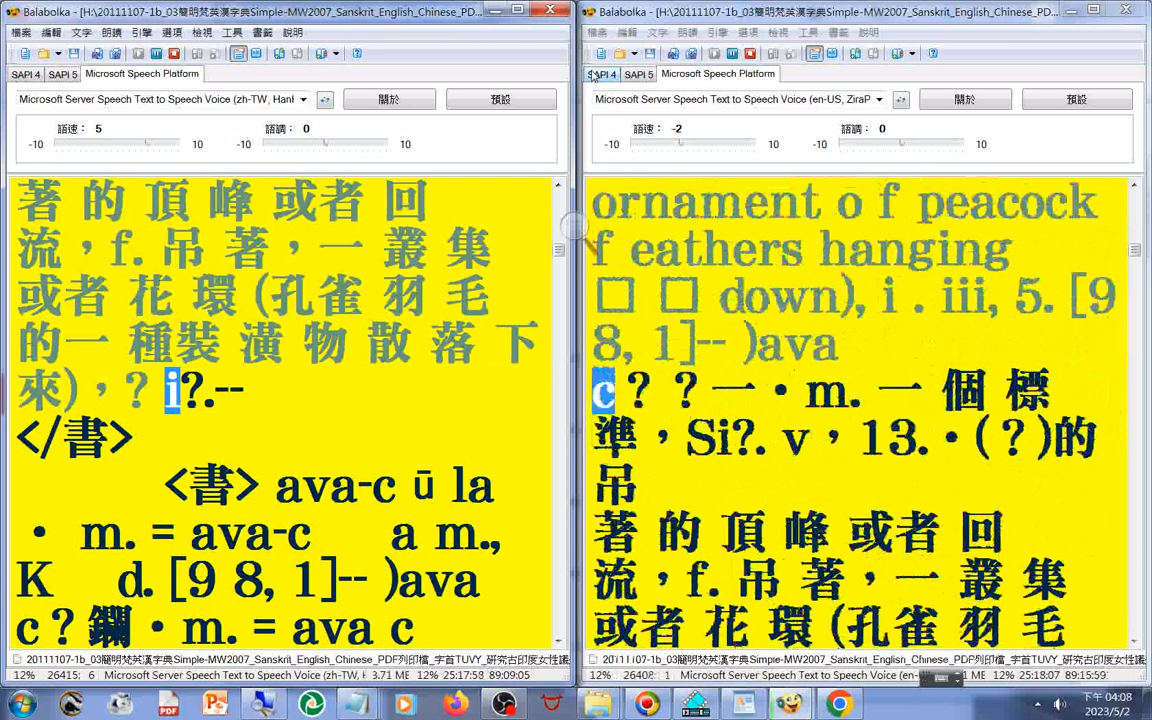 Balabolka - [H:\20111107-1b_03簡明梵英漢字典Simple-MW2007_Sanskrit_English_Chinese_PD...
檔案 編輯 文字 朗讀 引擎 選項 檢視 工具 書籤 說明
SAPI 4 SAPI 5 Microsoft Speech Platform
Microsoft Server Speech Text to Speech Voice (zh-TW, Hanl
關於 預設
語速： 5 語調： 0
-10 10 -10 10
著 的 頂 峰 或者 回
流，f. 吊 著，一 叢 集
或者 花 環 (孔雀 羽 毛
的一 種裝 潢 物 散 落 下
來)，? i?.--
</書>
<書> ava-c ū la
· m. = ava-c a m.,
K d. [9 8, 1]-- )ava
c ? 鑭 · m. = ava c
20111107-1b_03簡明梵英漢字典Simple-MW2007_Sanskrit_English_Chinese_PDF列印檔_字首TUVY_研究古印度女性議
12% 26415: 6 Microsoft Server Speech Text to Speech Voice (zh-TW, H 3.71 ME 12% 25:17:58 89:09:05
Balabolka - [H:\20111107-1b_03簡明梵英漢字典Simple-MW2007_Sanskrit_English_Chinese_PD...
檔案 編輯 文字 朗讀 引擎 選項 檢視 工具 書籤 說明
SAPI 4 SAPI 5 Microsoft Speech Platform
Microsoft Server Speech Text to Speech Voice (en-US, ZiraP
關於 預設
語速： -2 語調： 0
-10 10 -10 10
ornament o f peacock
f eathers hanging
□ □ down), i . iii, 5. [9
8, 1]-- )ava
c ? ? 一 · m. 一 個 標
準，Si?. v，13. · ( ? )的
吊
著 的 頂 峰 或者 回
流，f. 吊 著，一 叢 集
或者 花 環 (孔雀 羽 毛
20111107-1b_03簡明梵英漢字典Simple-MW2007_Sanskrit_English_Chinese_PDF列印檔_字首TUVY_研究古印度女性議
12% Microsoft Server Speech Text to Speech Voice (en-US, Z 12% 25:18:07 89:15:59
下午 04:08
2023/5/2